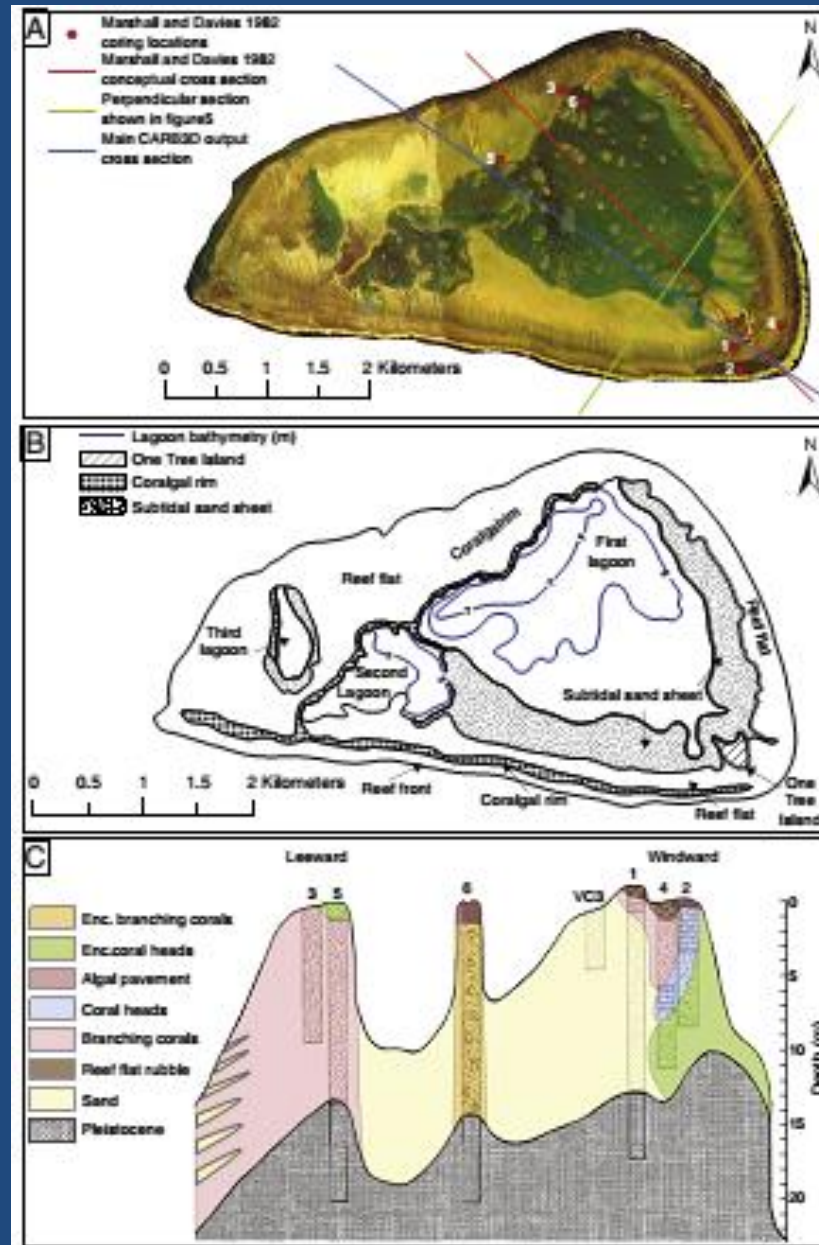 A
Marshall and Davies 1982
coring locations
Marshall and Davies 1982
conceptual cross section
Perpendicular section
shown in figure5
Main CARB3D output
cross section
N
3
5
4
1
2
0 0.5 1 1.5 2 Kilometers
B
Lagoon bathymetry (m)
One Tree Island
Coralgal rim
Subtidal sand sheet
N
Coralgal rim
First
lagoon
Reef flat
Third
lagoon
Second
Lagoon
Reef flat
Subtidal sand sheet
0 0.5 1 1.5 2 Kilometers
Reef front
Coralgal rim
Reef flat
One
Tree
Island
C
Leeward
Windward
3 5 6 VC3 1 4 2
Enc. branching corals
Enc.coral heads
Algal pavement
Coral heads
Branching corals
Reef flat rubble
Sand
Pleistocene
0
5
10
15
20
Depth (m)